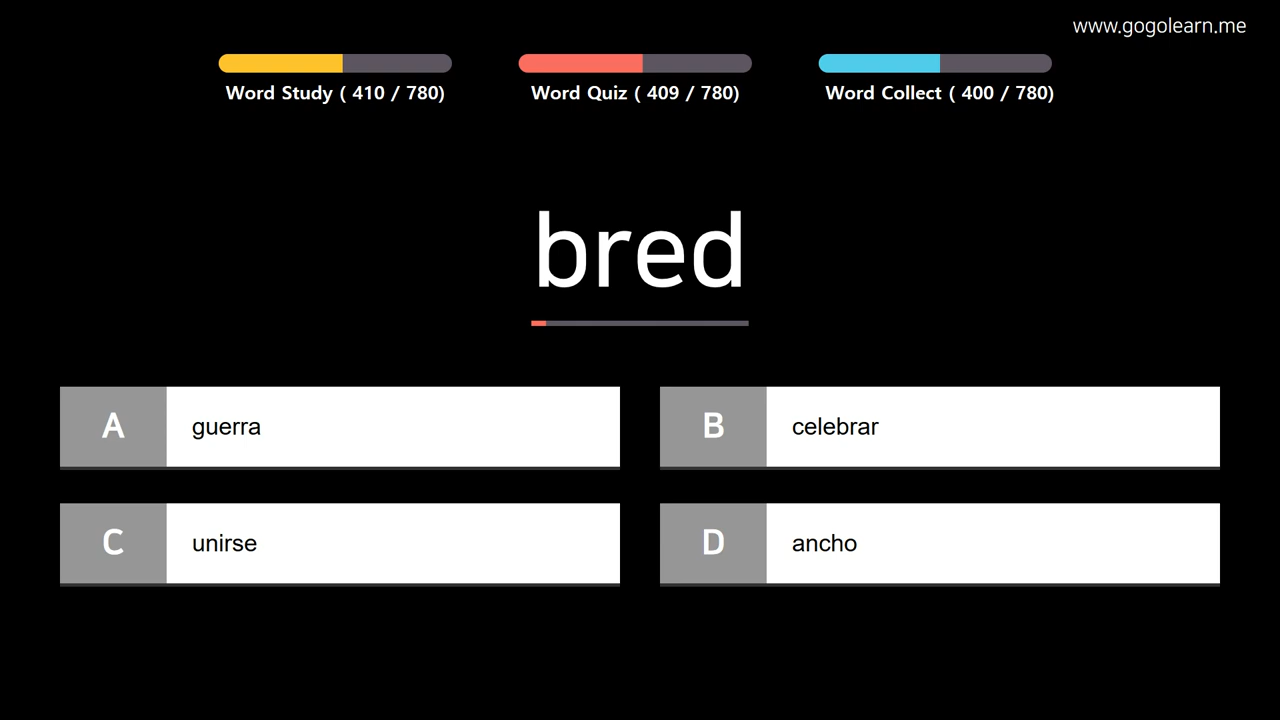 www.gogolearn.me
Word Study ( 410 / 780)
Word Quiz ( 409 / 780)
Word Collect ( 400 / 780)
bred
A guerra
B celebrar
C unirse
D ancho